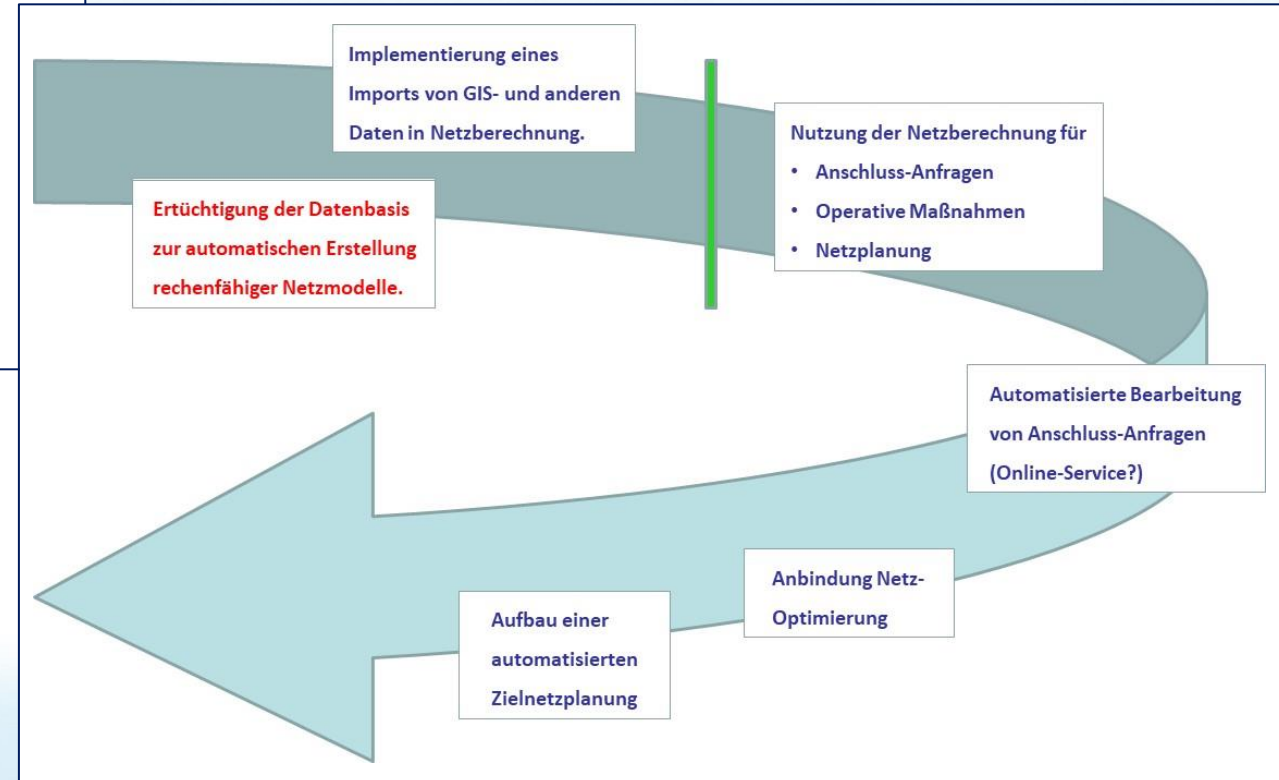 Implementierung eines
Imports von GIS- und anderen
Daten in Netzberechnung.
Ertüchtigung der Datenbasis
zur automatischen Erstellung
rechenfähiger Netzmodelle.
Nutzung der Netzberechnung für
• Anschluss-Anfragen
• Operative Maßnahmen
• Netzplanung
Automatisierte Bearbeitung
von Anschluss-Anfragen
(Online-Service?)
Anbindung Netz-
Optimierung
Aufbau einer
automatisierten
Zielnetzplanung